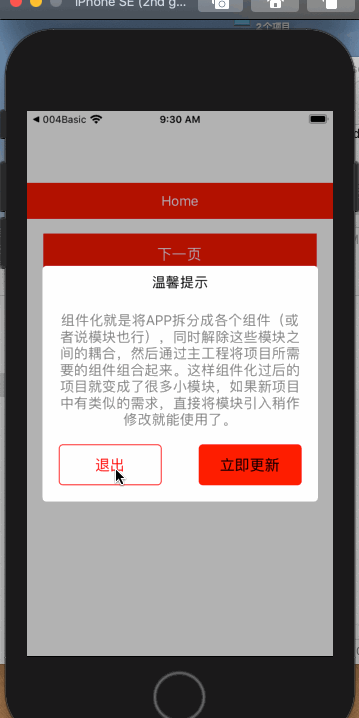 iPhone SE (2nd g...
2个项目
◀ 004Basic
9:30 AM
Home
下一页
温馨提示
组件化就是将APP拆分成各个组件（或
者说模块也行），同时解除这些模块之
间的耦合，然后通过主工程将项目所需
要的组件组合起来。这样组件化过后的
项目就变成了很多小模块，如果新项目
中有类似的需求，直接将模块引入稍作
修改就能使用了。
退出
立即更新